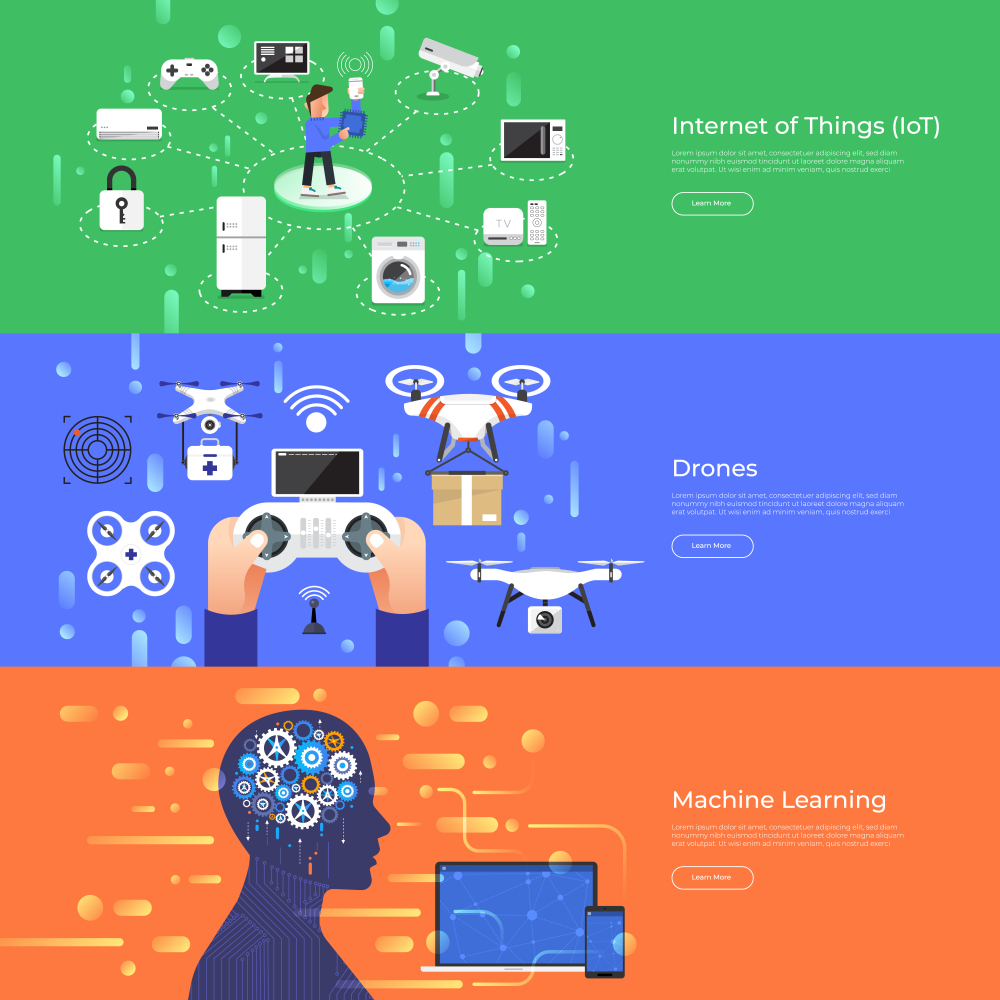 Internet of Things (IoT)
Lorem ipsum dolor sit amet, consectetuer adipiscing elit, sed diam
nonummy nibh euismod tincidunt ut laoreet dolore magna aliquam
erat volutpat. Ut wisi enim ad minim veniam, quis nostrud exerci
Learn More
TV
Drones
Lorem ipsum dolor sit amet, consectetuer adipiscing elit, sed diam
nonummy nibh euismod tincidunt ut laoreet dolore magna aliquam
erat volutpat. Ut wisi enim ad minim veniam, quis nostrud exerci
Learn More
Machine Learning
Lorem ipsum dolor sit amet, consectetuer adipiscing elit, sed diam
nonummy nibh euismod tincidunt ut laoreet dolore magna aliquam
erat volutpat. Ut wisi enim ad minim veniam, quis nostrud exerci
Learn More